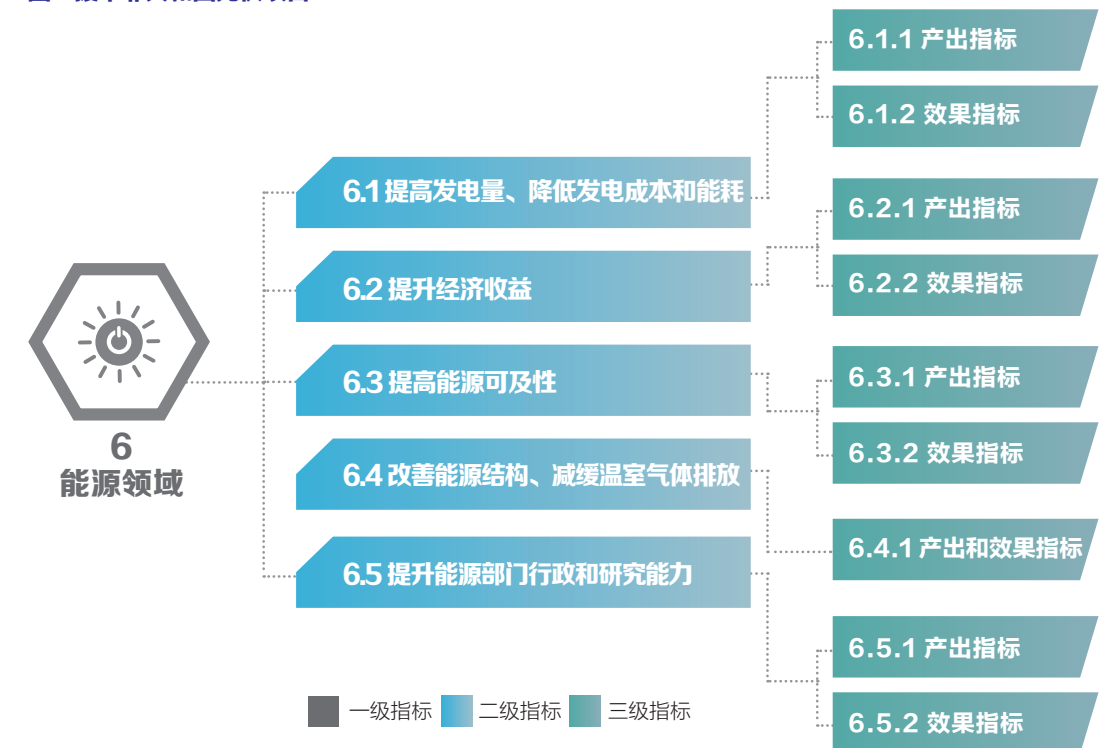 6.1.1 产出指标
6.1.2 效果指标
6.1 提高发电量、降低发电成本和能耗
6.2.1 产出指标
6.2.2 效果指标
6.2 提升经济收益
6.3.1 产出指标
6.3 提高能源可及性
6.3.2 效果指标
6
能源领域
6.4 改善能源结构、减缓温室气体排放
6.4.1 产出和效果指标
6.5 提升能源部门行政和研究能力
6.5.1 产出指标
6.5.2 效果指标
一级指标 二级指标 三级指标